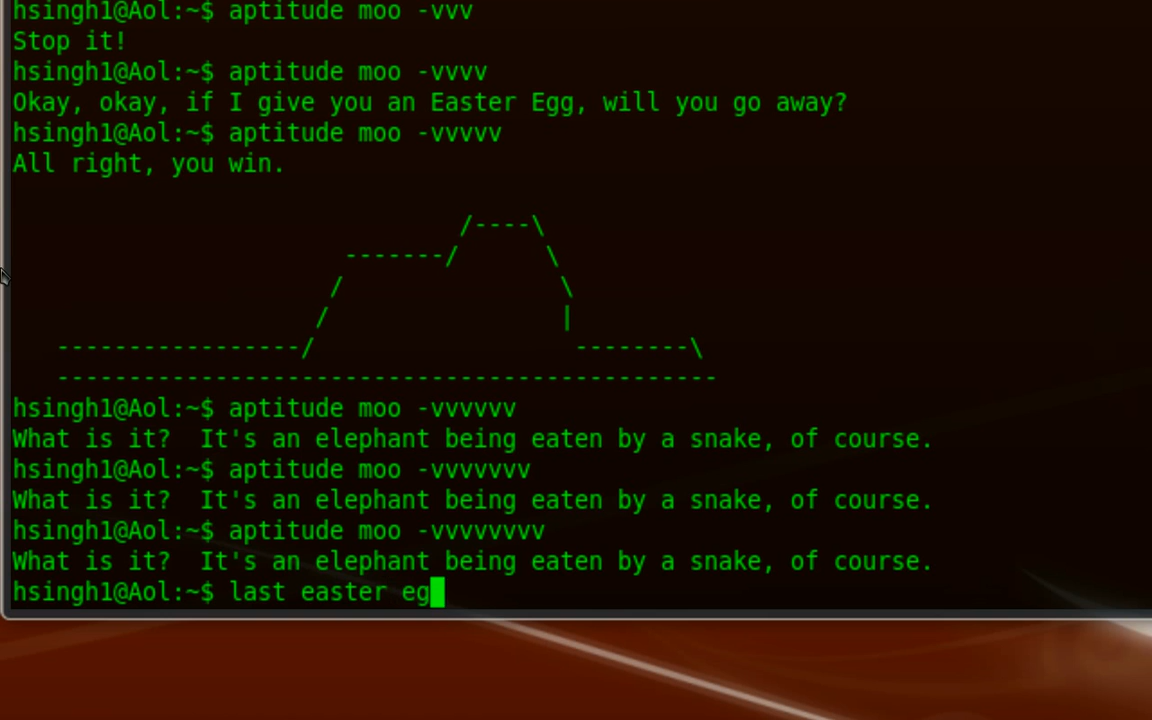 hsingh1@Aol:~$ aptitude moo -vvv
Stop it!
hsingh1@Aol:~$ aptitude moo -vvvv
Okay, okay, if I give you an Easter Egg, will you go away?
hsingh1@Aol:~$ aptitude moo -vvvvv
All right, you win.

                               /----\
                       -------/      \
                      /               \
                     /                |
   -----------------/                  --------\
   ----------------------------------------------
hsingh1@Aol:~$ aptitude moo -vvvvvv
What is it?  It's an elephant being eaten by a snake, of course.
hsingh1@Aol:~$ aptitude moo -vvvvvvv
What is it?  It's an elephant being eaten by a snake, of course.
hsingh1@Aol:~$ aptitude moo -vvvvvvvv
What is it?  It's an elephant being eaten by a snake, of course.
hsingh1@Aol:~$ last easter eg